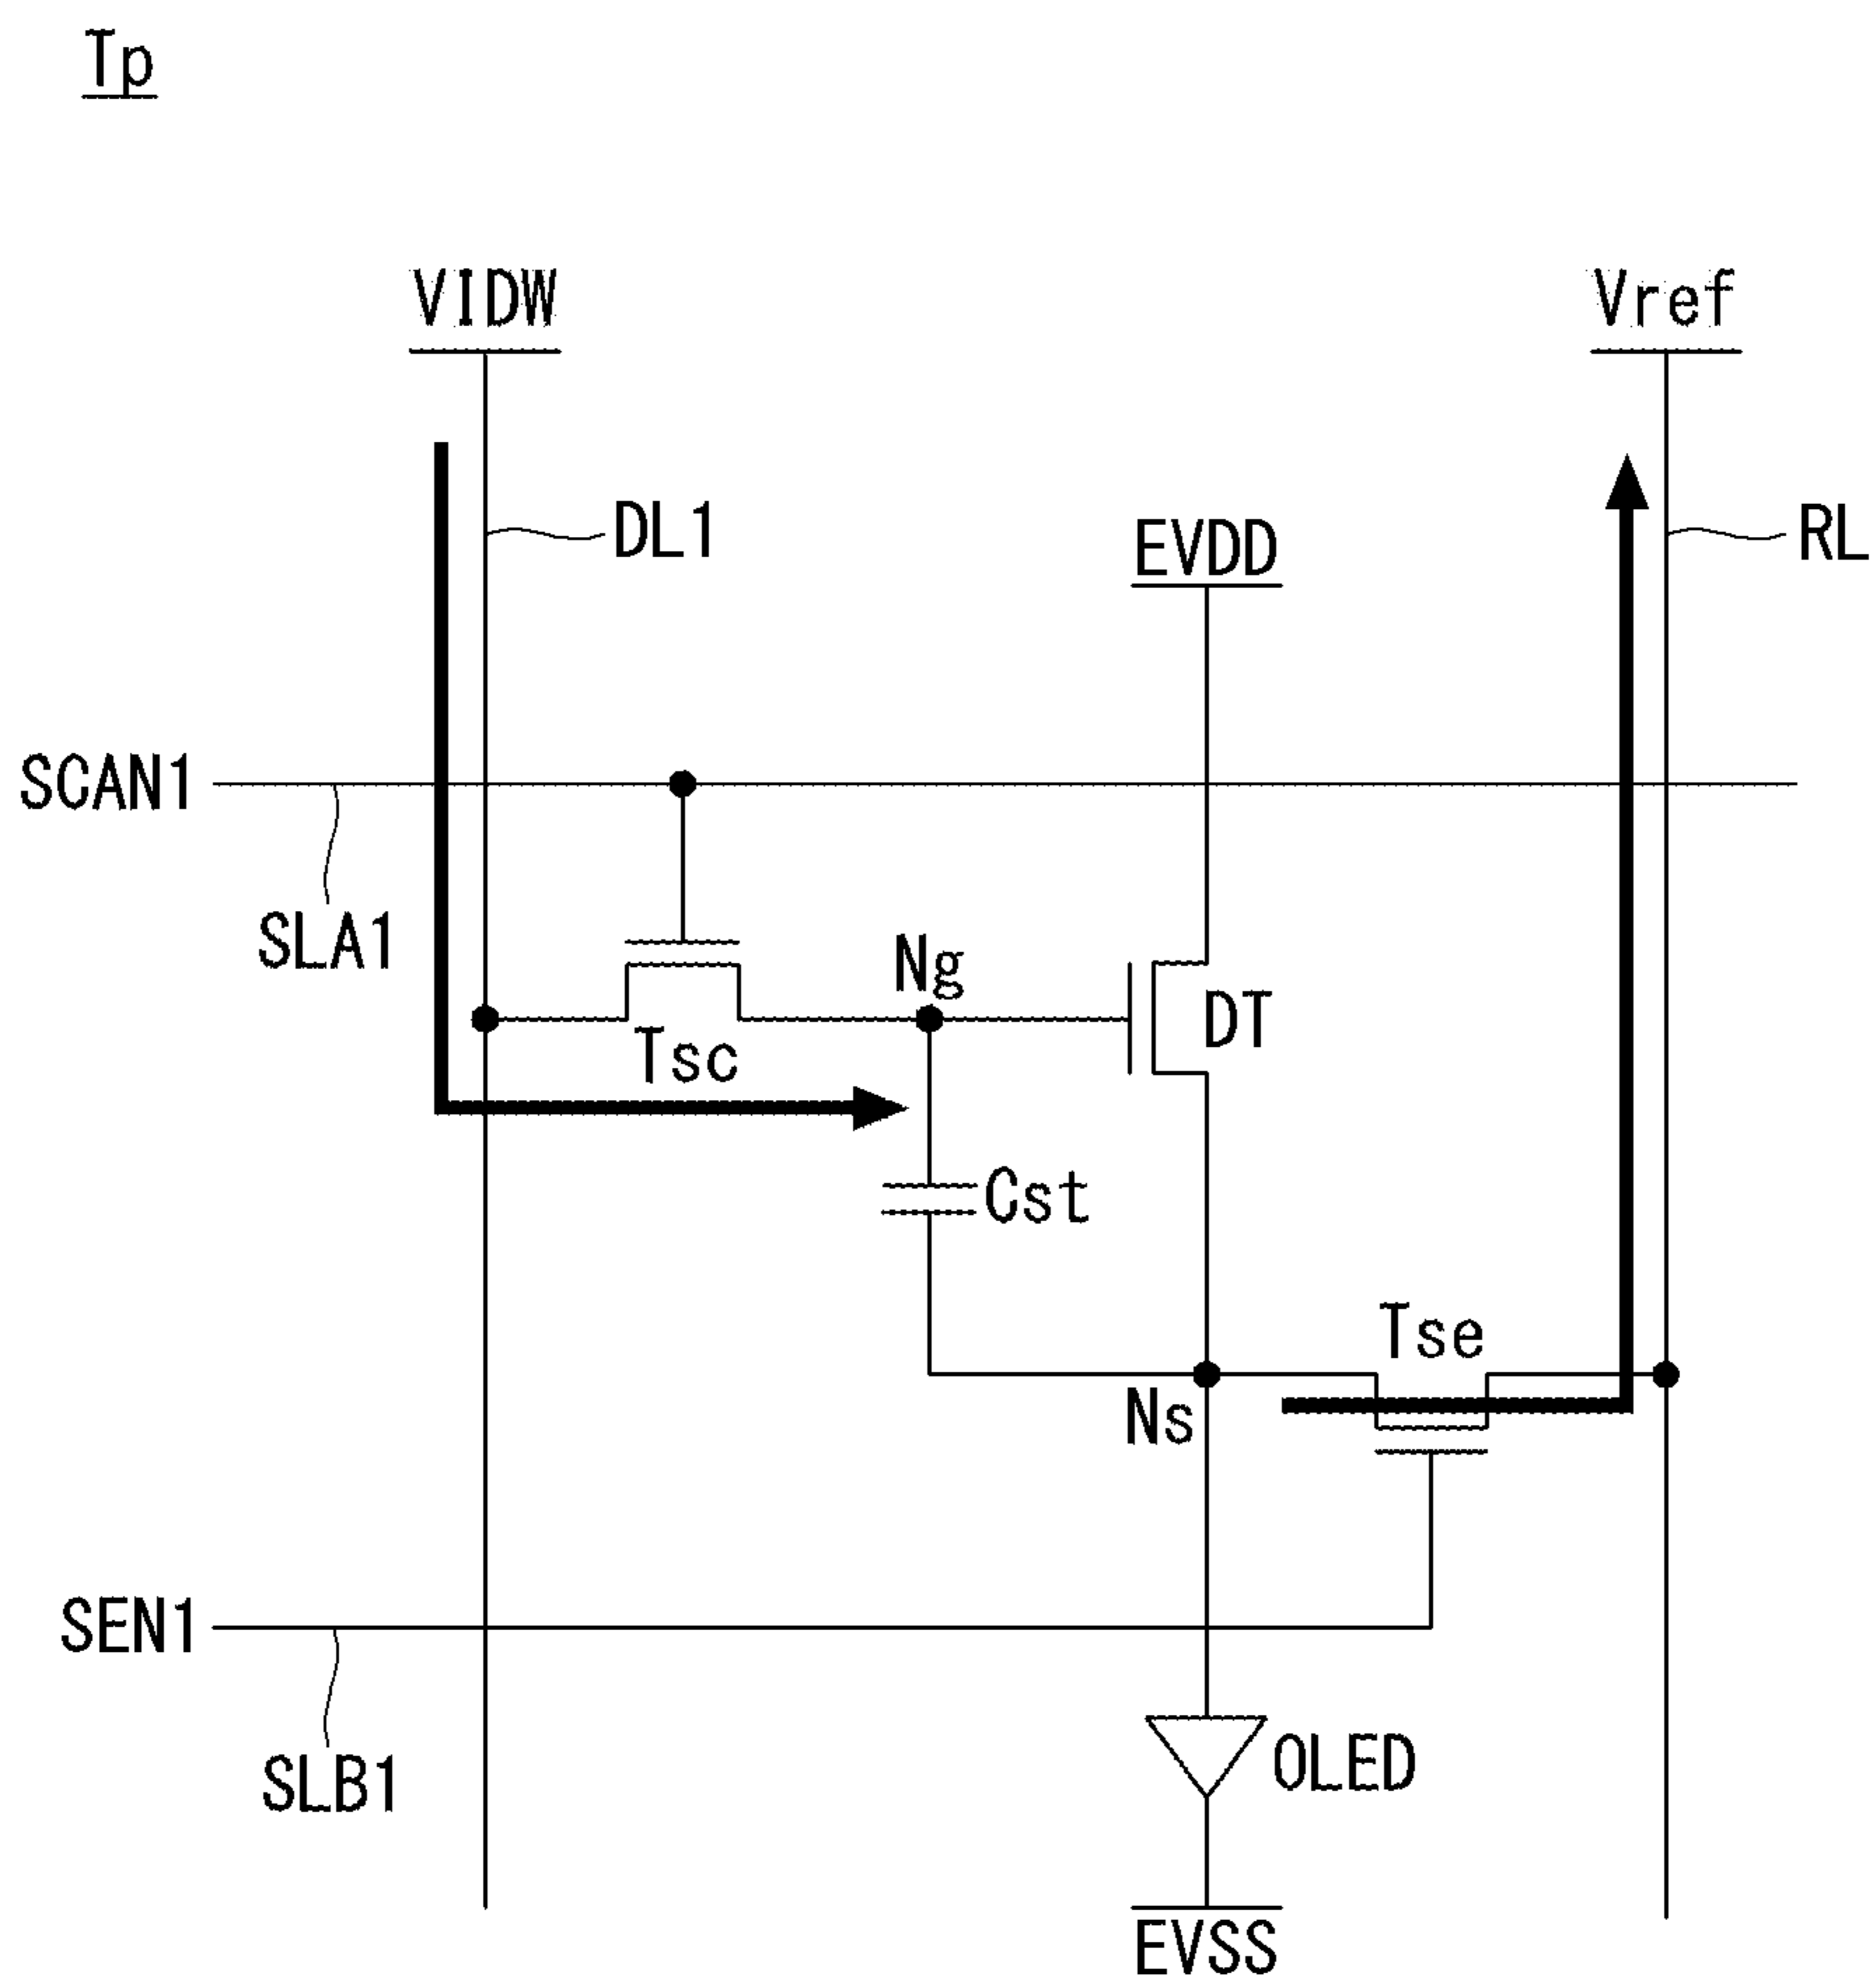 Tp
VIDW
Vref
DL1
RL
EVDD
SCAN1
SLA1
Ng
DT
Tsc
Cst
Tse
Ns
SEN1
OLED
SLB1
EVSS